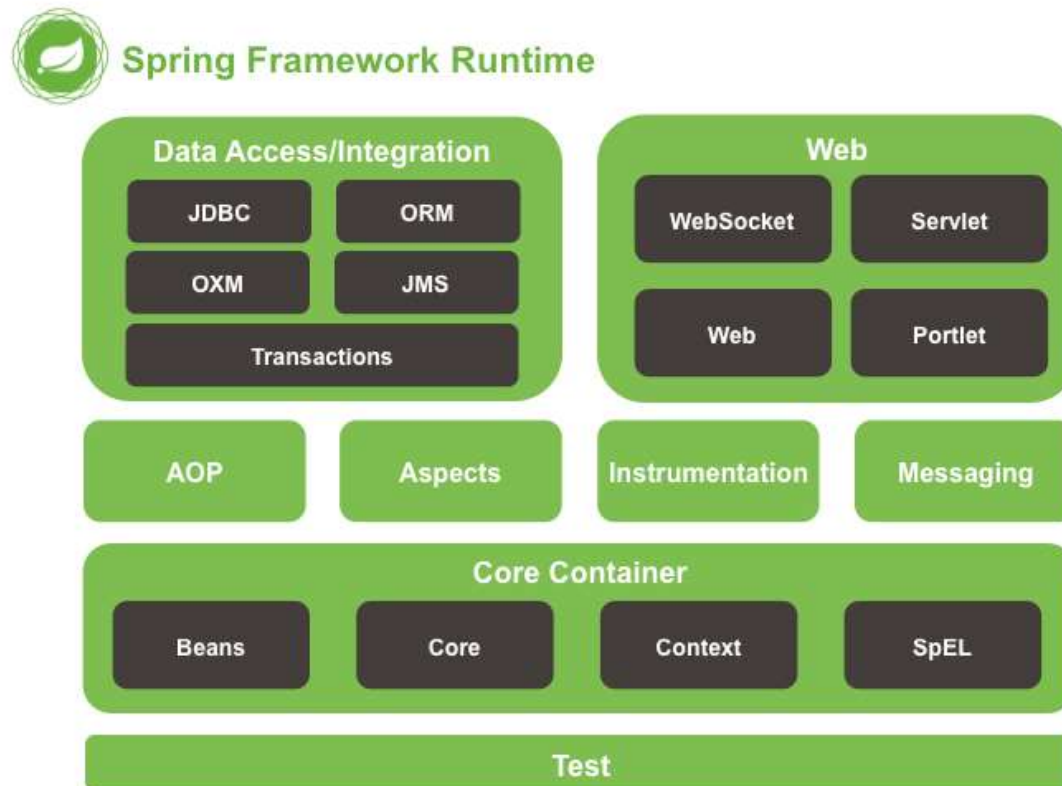 Spring Framework Runtime
Data Access/Integration
JDBC
ORM
OXM
JMS
Transactions
Web
WebSocket
Servlet
Web
Portlet
AOP
Aspects
Instrumentation
Messaging
Core Container
Beans
Core
Context
SpEL
Test